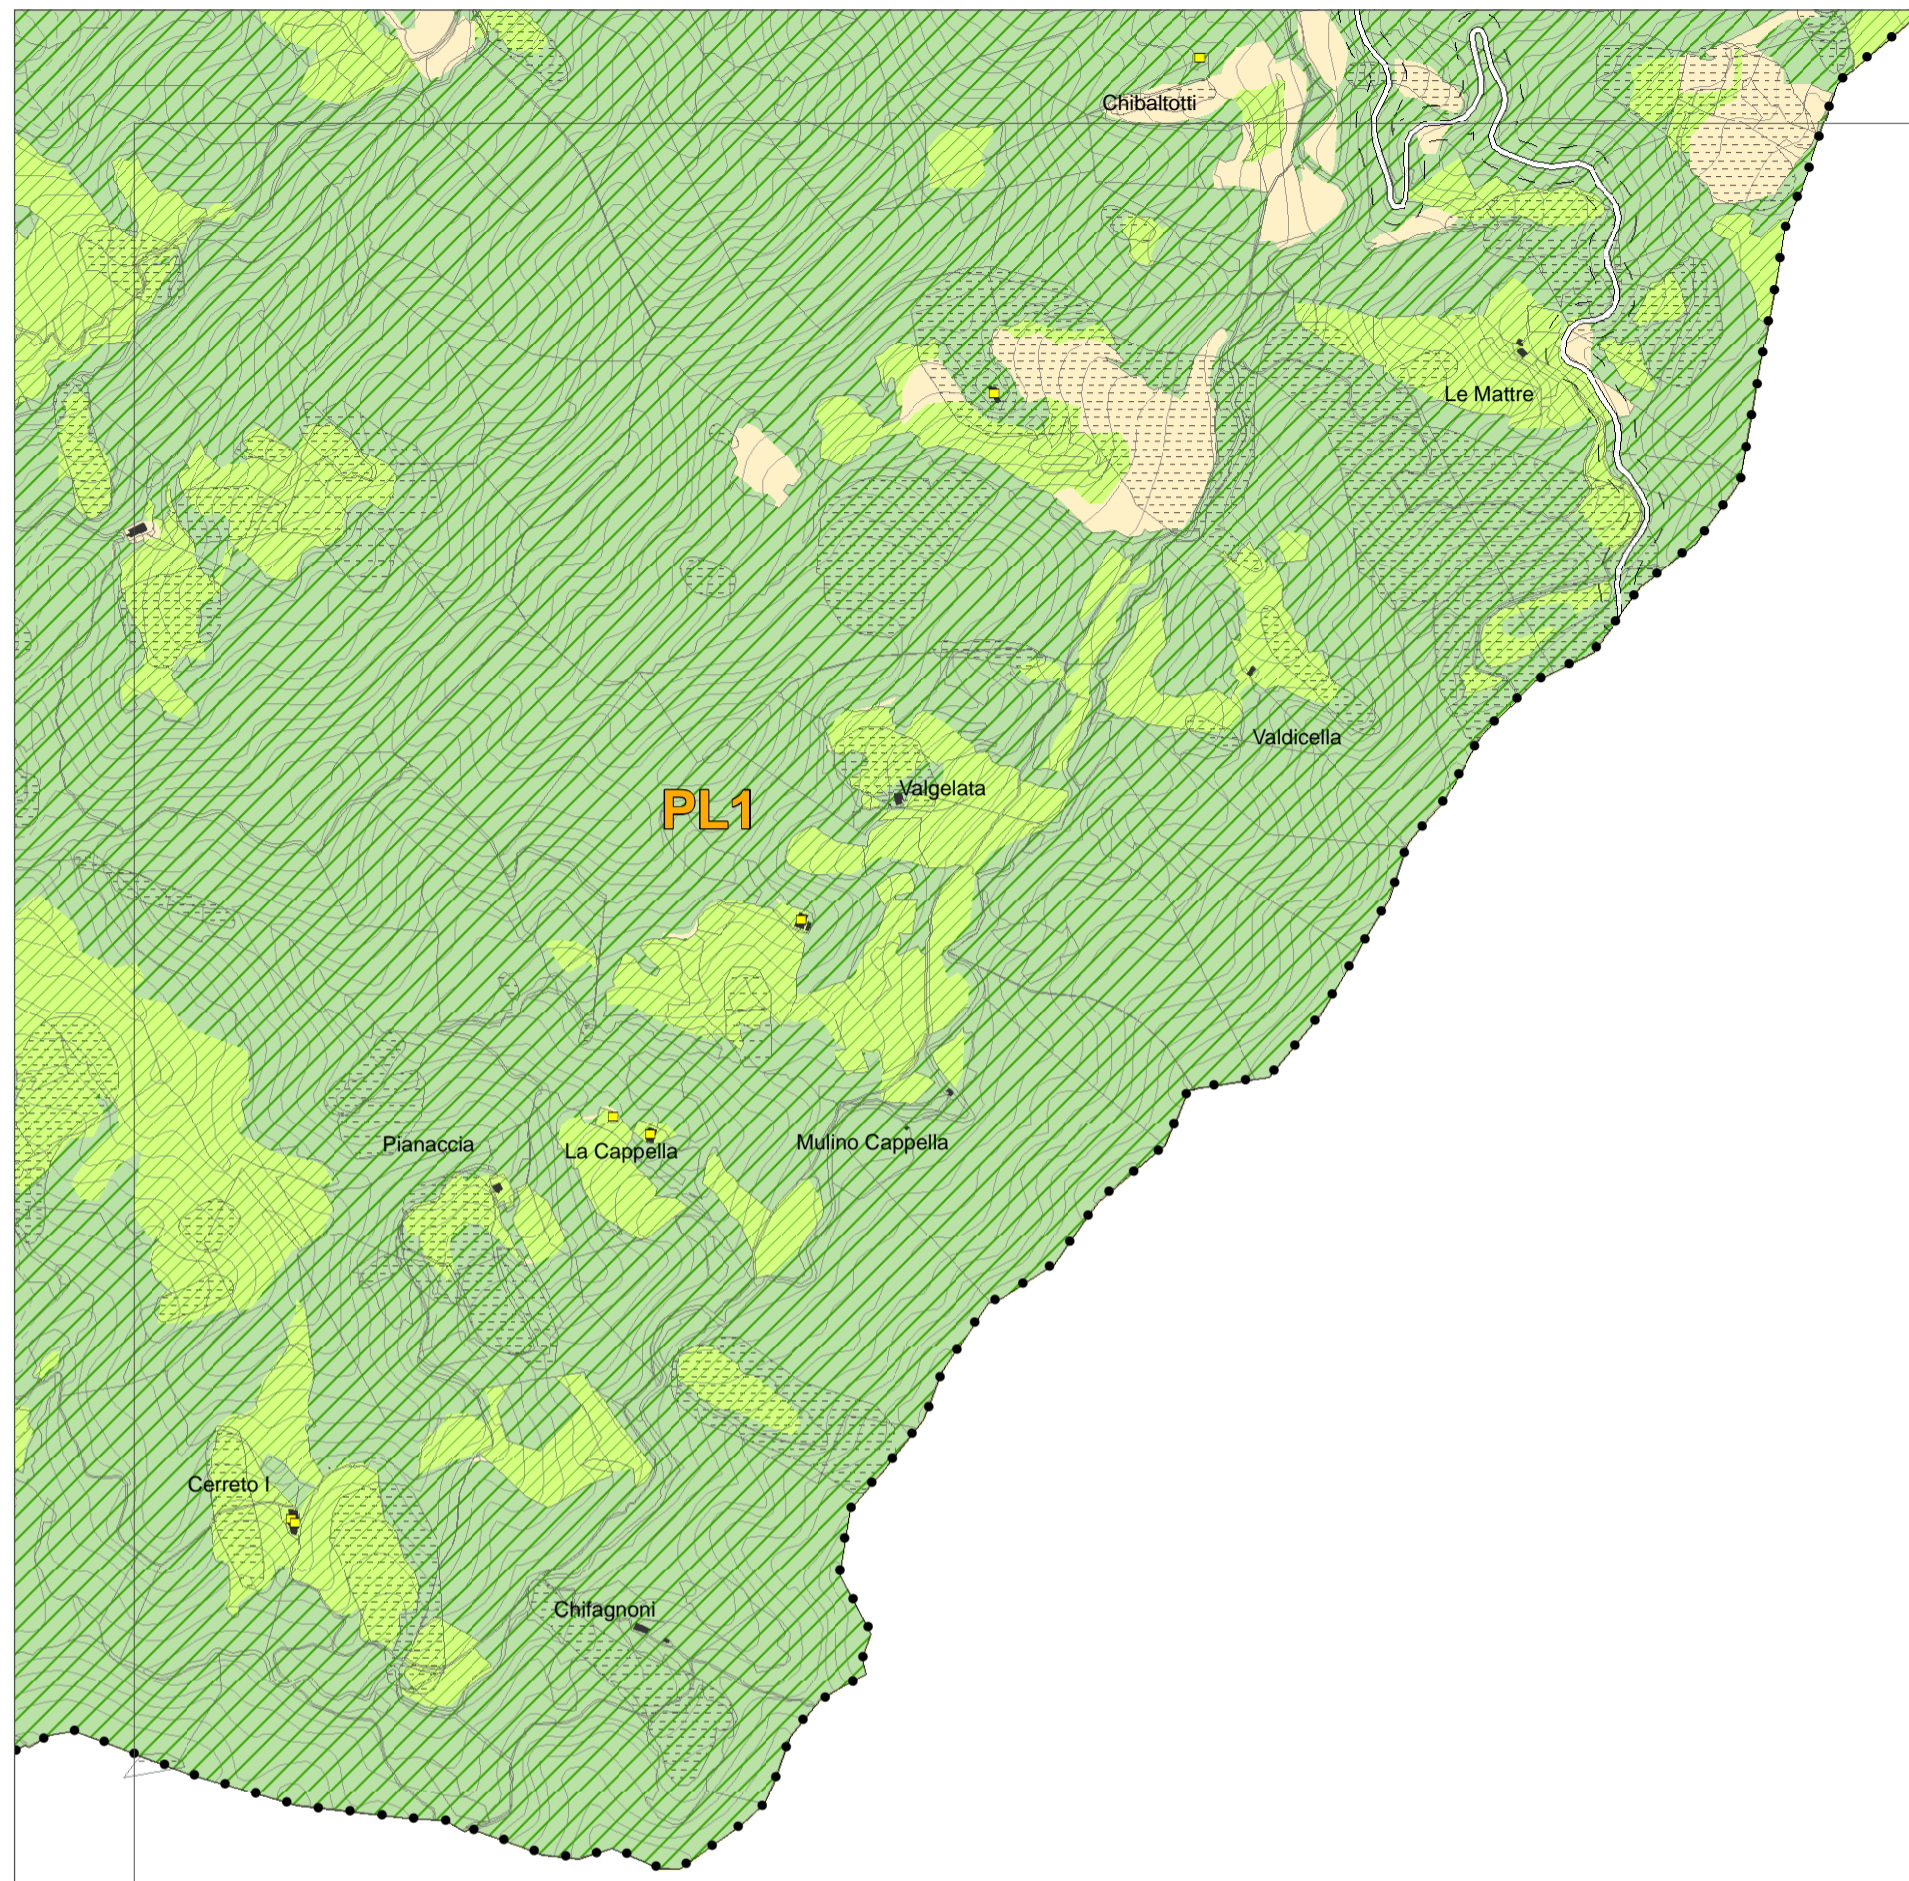 Chibaltotti
Le Mattre
Valdicella
Valgelata
PL1
Pianaccia
La Cappella
Mulino Cappella
Cerreto I
Chifagnoni